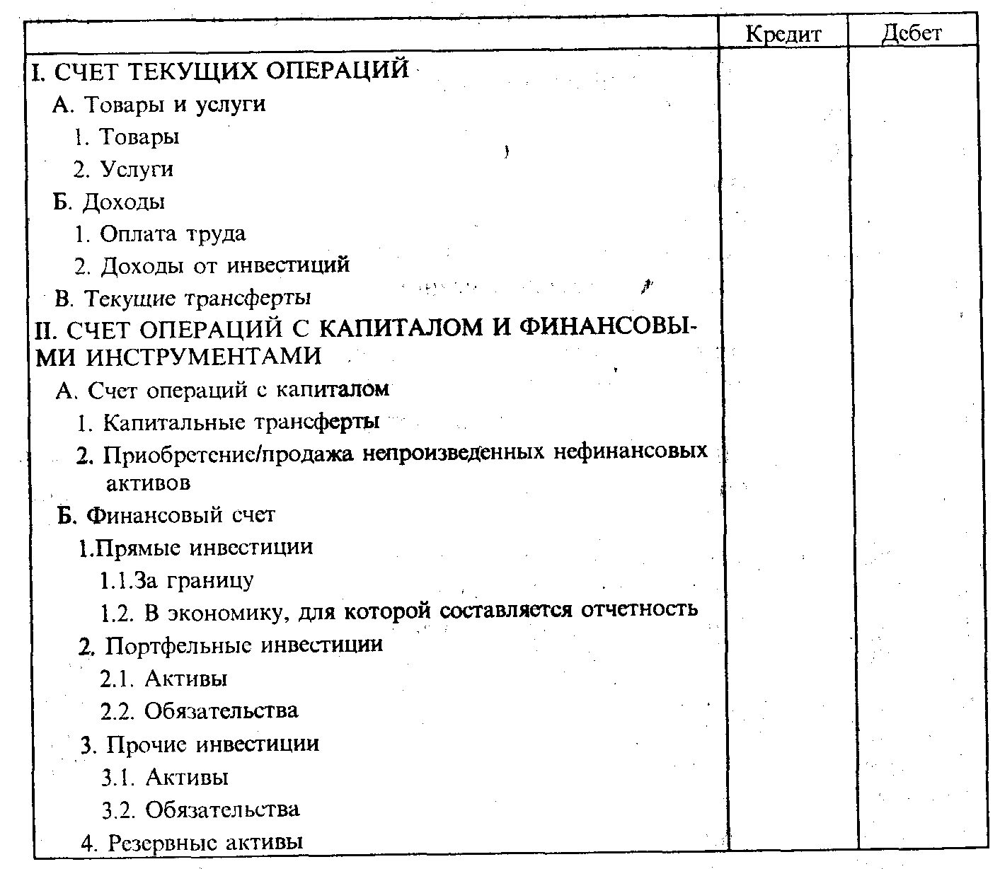 Кредит Дебет
I. СЧЕТ ТЕКУЩИХ ОПЕРАЦИЙ
А. Товары и услуги
1. Товары
2. Услуги
Б. Доходы
1. Оплата труда
2. Доходы от инвестиций
В. Текущие трансферты
II. СЧЕТ ОПЕРАЦИЙ С КАПИТАЛОМ И ФИНАНСОВЫ-
МИ ИНСТРУМЕНТАМИ
А. Счет операций с капиталом
1. Капитальные трансферты
2. Приобретение/продажа непроизведенных нефинансовых
активов
Б. Финансовый счет
1.Прямые инвестиции
1.1.За границу
1.2. В экономику, для которой составляется отчетность
2. Портфельные инвестиции
2.1. Активы
2.2. Обязательства
3. Прочие инвестиции
3.1. Активы
3.2. Обязательства
4. Резервные активы